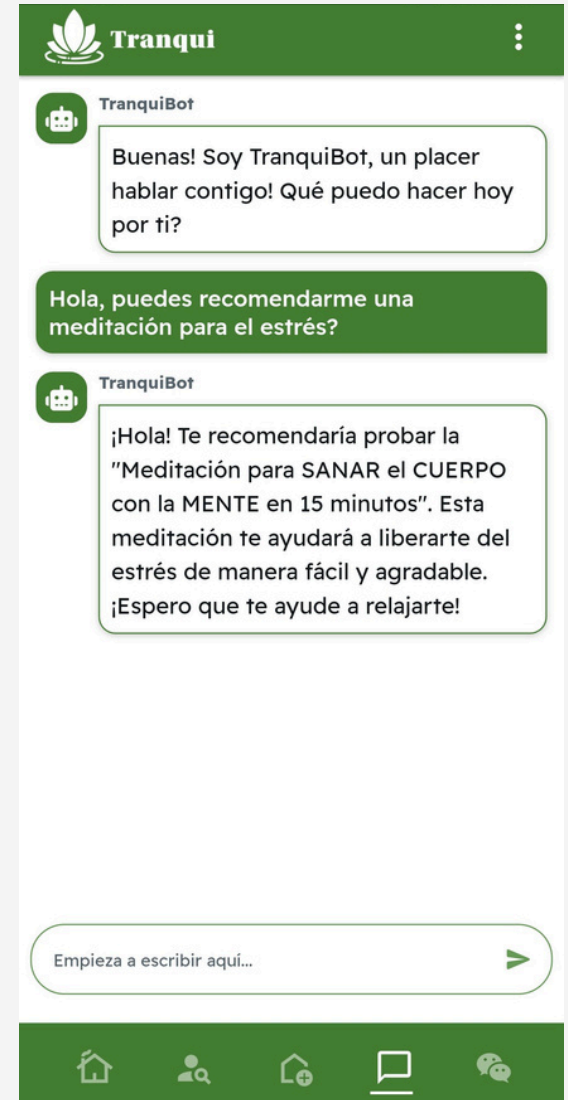 Tranqui
TranquiBot
Buenas! Soy TranquiBot, un placer
hablar contigo! Qué puedo hacer hoy
por ti?
Hola, puedes recomendarme una
meditación para el estrés?
TranquiBot
¡Hola! Te recomendaría probar la
"Meditación para SANAR el CUERPO
con la MENTE en 15 minutos". Esta
meditación te ayudará a liberarte del
estrés de manera fácil y agradable.
¡Espero que te ayude a relajarte!
Empieza a escribir aquí...